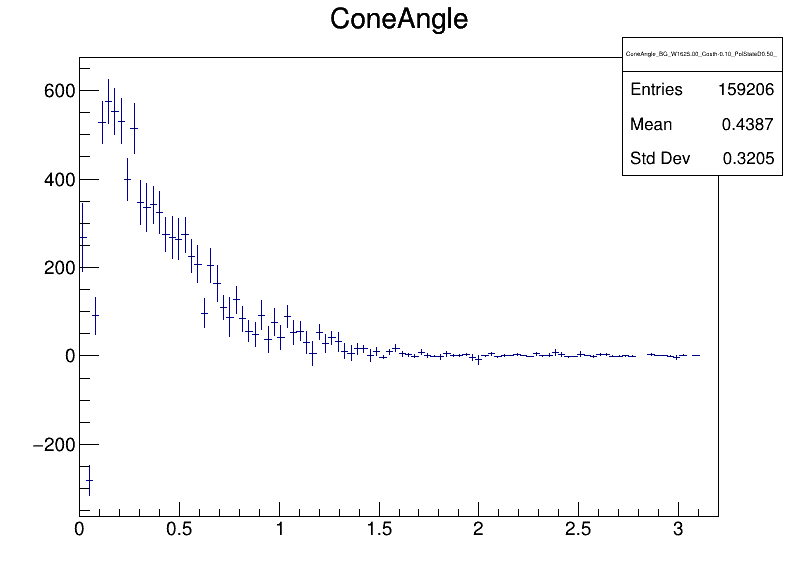 ConeAngle
ConeAngle_BG_W1625.00_Costh-0.10_PolStateD0.50_
Entries 159206
Mean 0.4387
Std Dev 0.3205
600
400
200
0
−200
0 0.5 1 1.5 2 2.5 3